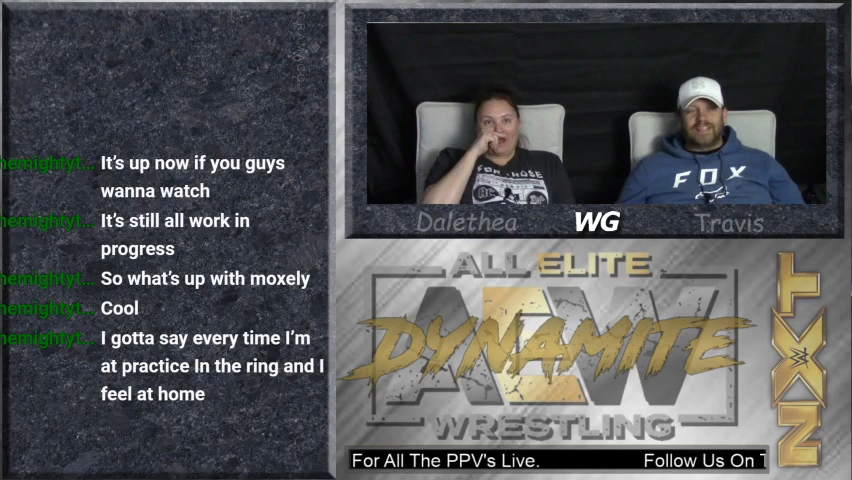 hemightyt... It's up now if you guys
wanna watch
hemightyt... It's still all work in
progress
hemightyt... So what's up with moxely
hemightyt... Cool
hemightyt... I gotta say every time I'm
at practice In the ring and I
feel at home
FOX
Dalethea
WG
Travis
ALL ELITE
AEW
DYNAMITE
WRESTLING
NXT
W
For All The PPV's Live. Follow Us On T